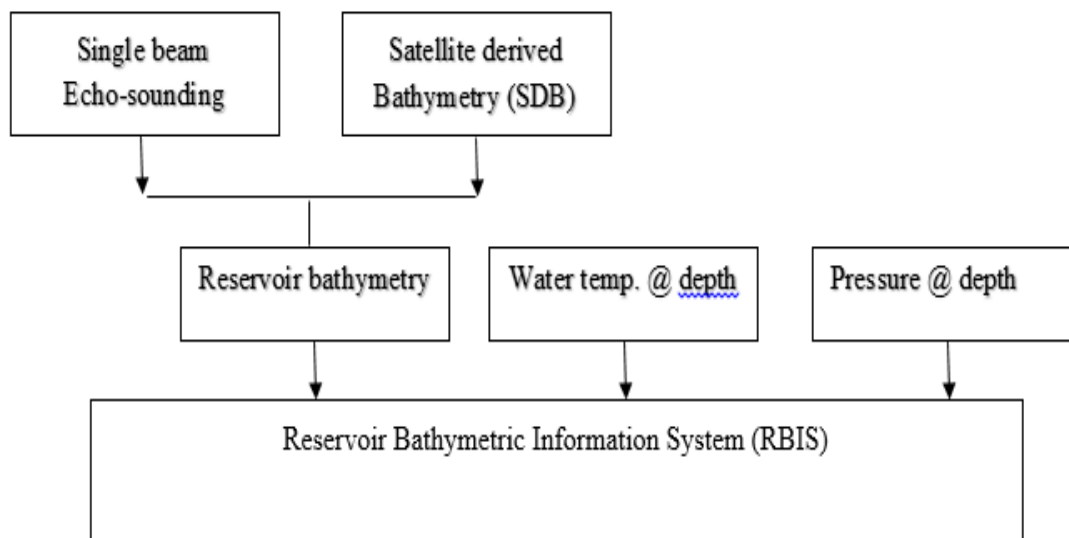 Single beam
Echo-sounding
Satellite derived
Bathymetry (SDB)
Reservoir bathymetry
Water temp. @ depth
Pressure @ depth
Reservoir Bathymetric Information System (RBIS)